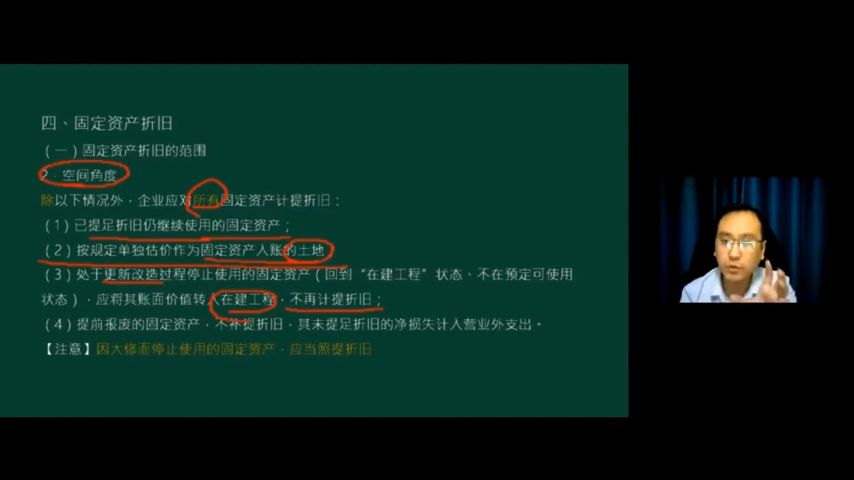 四、固定资产折旧
（一）固定资产折旧的范围
2．空间角度
除以下情况外，企业应对所有固定资产计提折旧：
（1）已提足折旧仍继续使用的固定资产；
（2）按规定单独估价作为固定资产入账的土地；
（3）处于更新改造过程停止使用的固定资产（回到“在建工程”状态、不在预定可使用
状态），应将其账面价值转入在建工程，不再计提折旧；
（4）提前报废的固定资产，不补提折旧，其未提足折旧的净损失计入营业外支出。
【注意】因大修而停止使用的固定资产，应当照提折旧